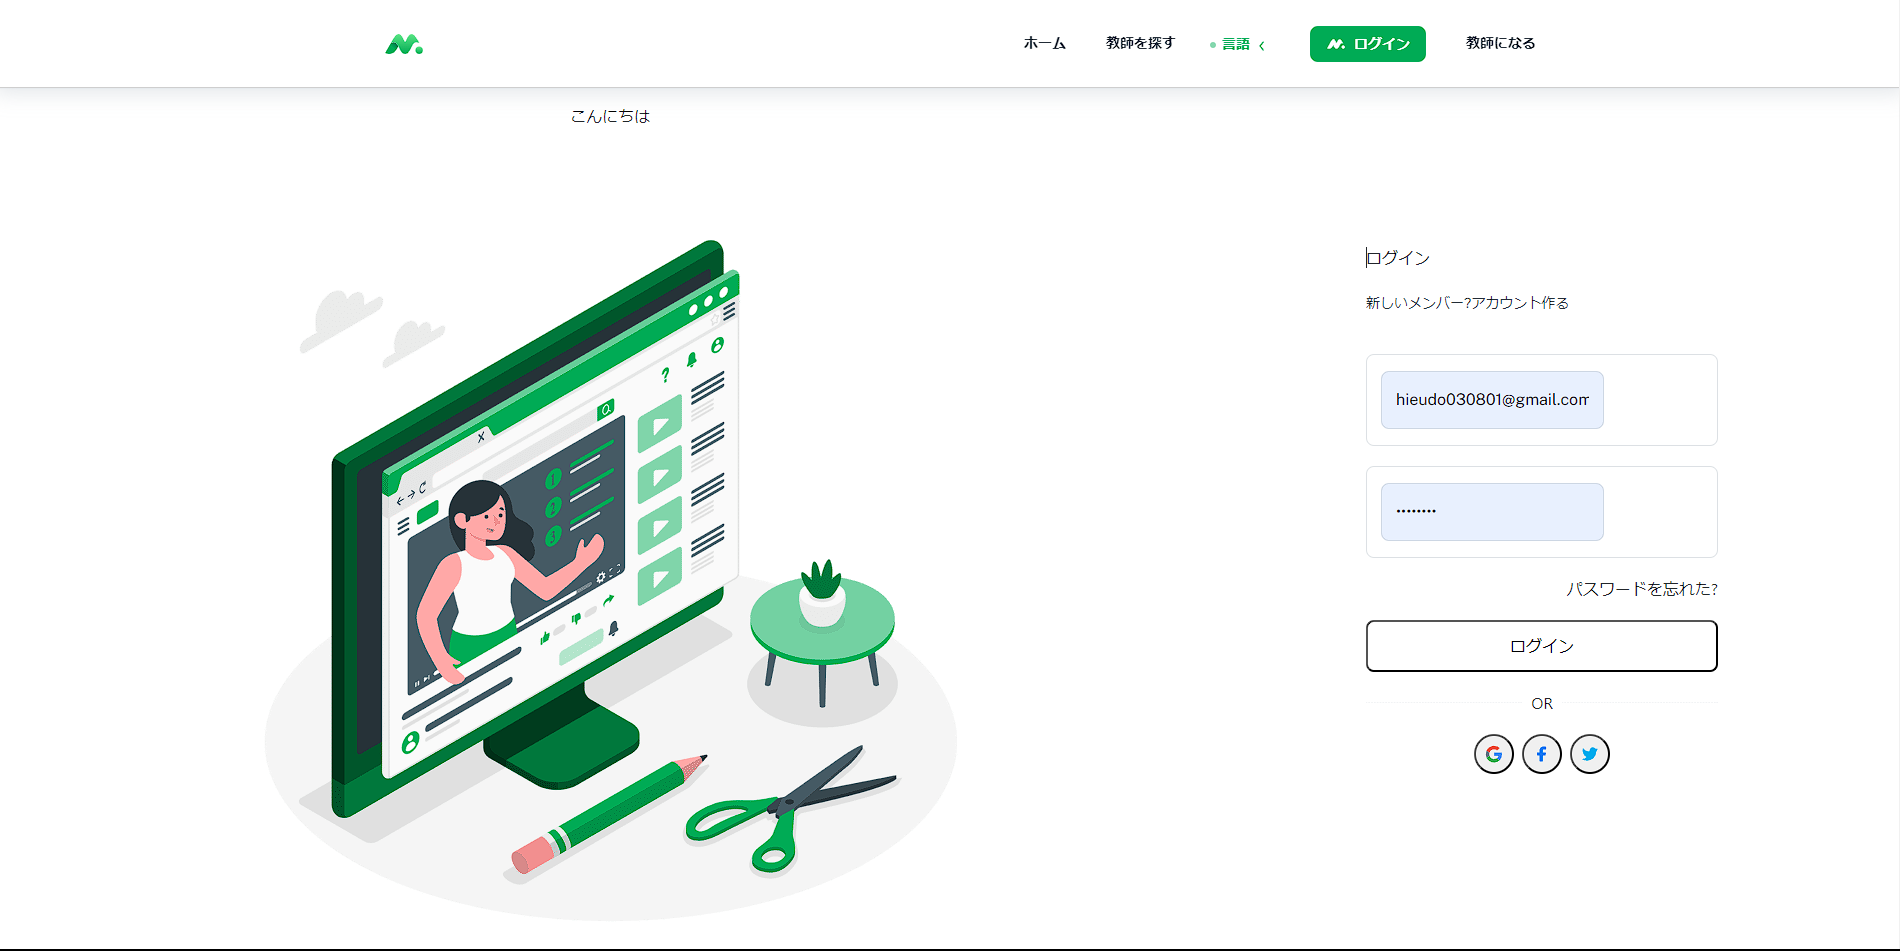 ホーム 教師を探す 言語 ログイン 教師になる
こんにちは
ログイン
新しいメンバー?アカウント作る
hieudo030801@gmail.com
••••••••
パスワードを忘れた?
ログイン
OR
1
2
3